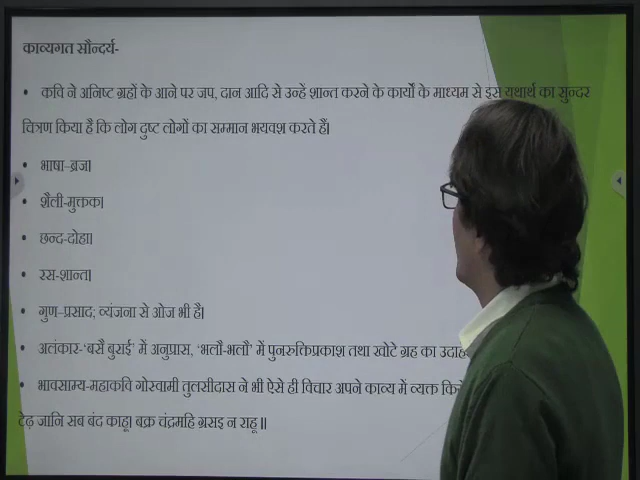 काव्यगत सौन्दर्य-
• कवि ने अनिष्ट ग्रहों के आने पर जप, दान आदि से उन्हें शान्त करने के कार्यों के माध्यम से इस यथार्थ का सुन्दर
चित्रण किया है कि लोग दुष्ट लोगों का सम्मान भयवश करते हैं।
• भाषा–ब्रज।
• शैली-मुक्तक।
• छन्द-दोहा।
• रस-शान्त।
• गुण–प्रसाद; व्यंजना से ओज भी है।
• अलंकार-‘बसै बुराई’ में अनुप्रास, ‘भलौ-भलौ’ में पुनरुक्तिप्रकाश तथा खोटे ग्रह का
• भावसाम्य-महाकवि गोस्वामी तुलसीदास ने भी ऐसे ही विचार अपने काव्य में व्यक्त
टेढ़ जानि सब बंद काहू। बक्र चंद्रमहि ग्रसइ न राहू॥